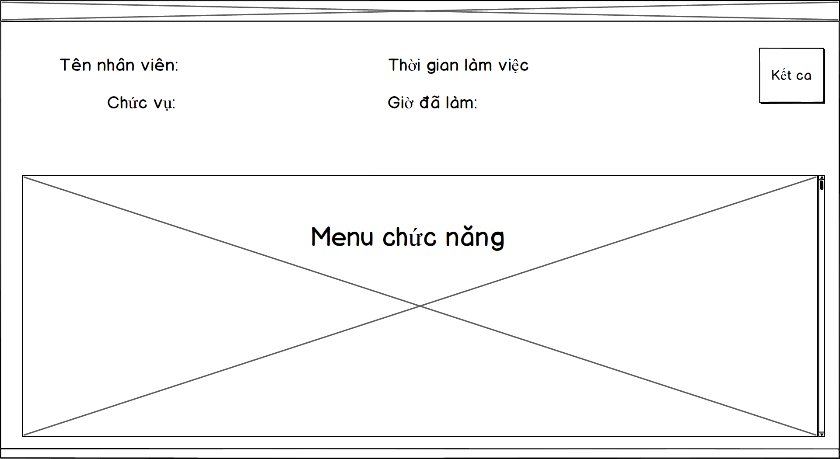 Tên nhân viên:
Thời gian làm việc
Kết ca
Chức vụ:
Giờ đã làm:
Menu chức năng